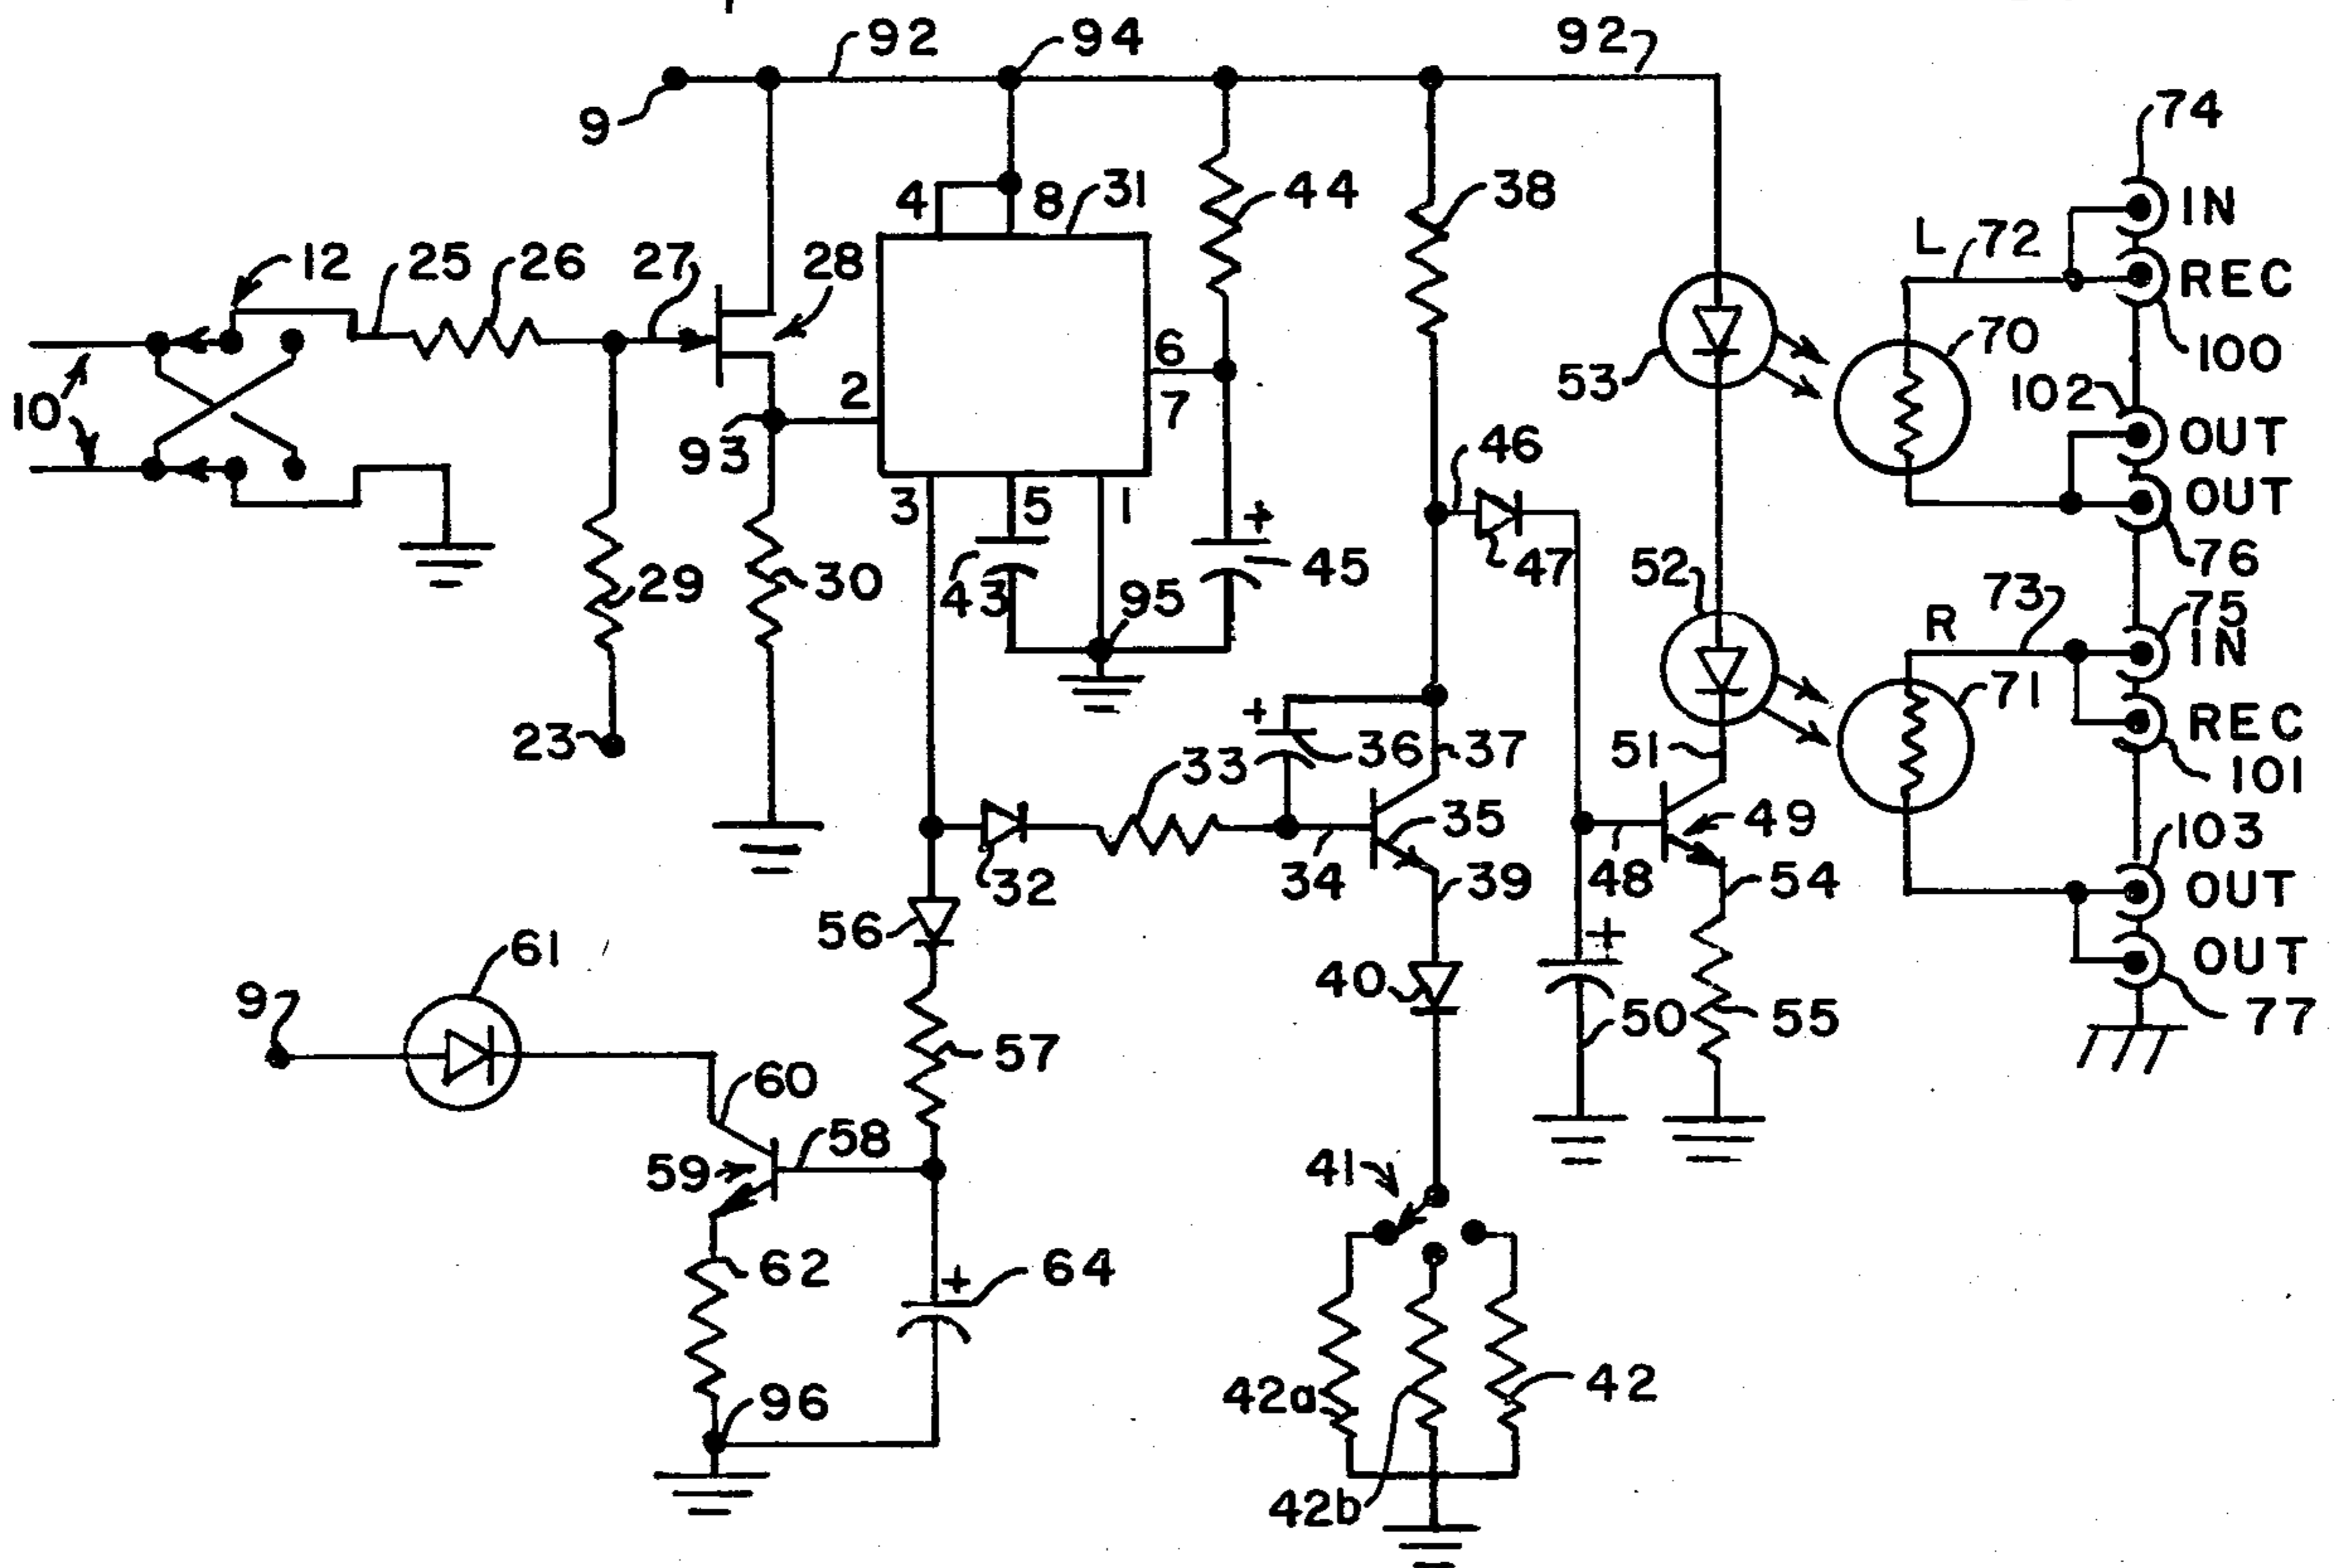 92 94 92
9 74
4 8 31 44 38 IN
12 25 26 27 28 L 72 REC
6 70 100
10 2 7 53 102 OUT
93 46 OUT
3 5 1 + 47 52 73 76
29 30 43 95 45 75
R IN
23 + 36 37 51 71 REC
33 101
34 35 49 103
32 39 48 54 OUT
56 + OUT
61 40
9 50 55 77
57
60
58
59 41
62 + 64
96 42a 42
42b